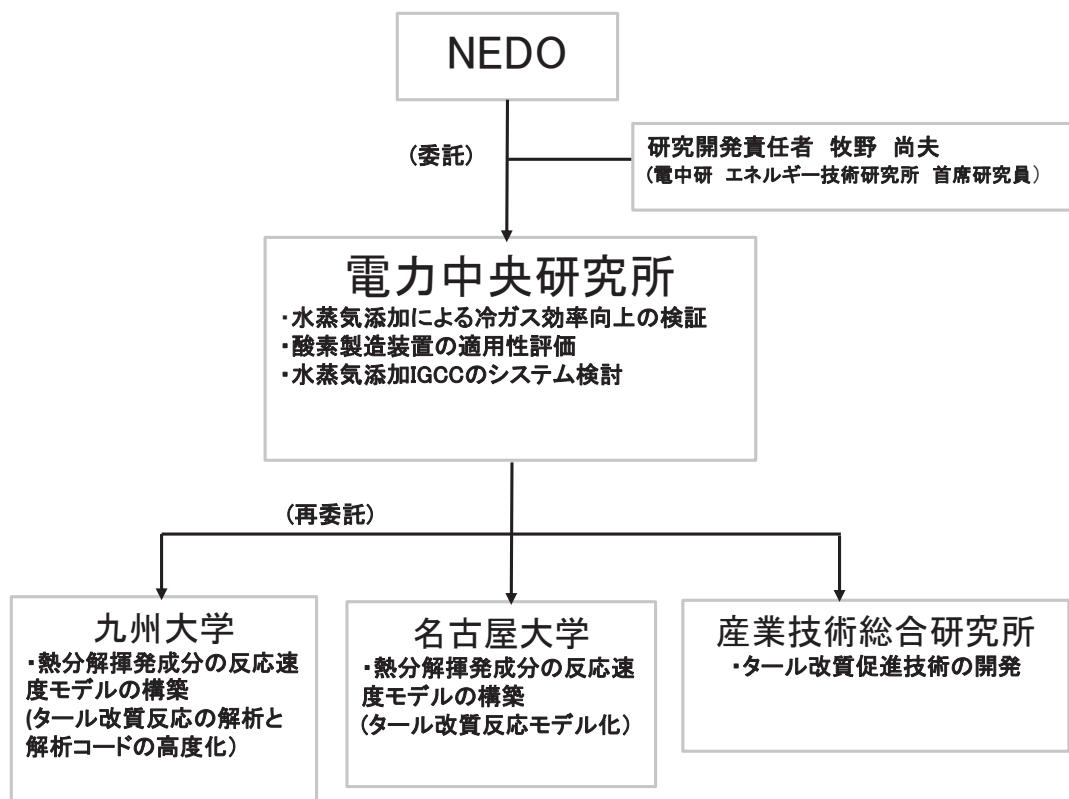 NEDO
(委託)
研究開発責任者 牧野 尚夫
(電中研 エネルギー技術研究所 首席研究員)
電力中央研究所
・水蒸気添加による冷ガス効率向上の検証
・酸素製造装置の適用性評価
・水蒸気添加IGCCのシステム検討
(再委託)
九州大学
・熱分解揮発成分の反応速
度モデルの構築
(タール改質反応の解析と
解析コードの高度化)
名古屋大学
・熱分解揮発成分の反応速
度モデルの構築
(タール改質反応モデル化)
産業技術総合研究所
・タール改質促進技術の開発